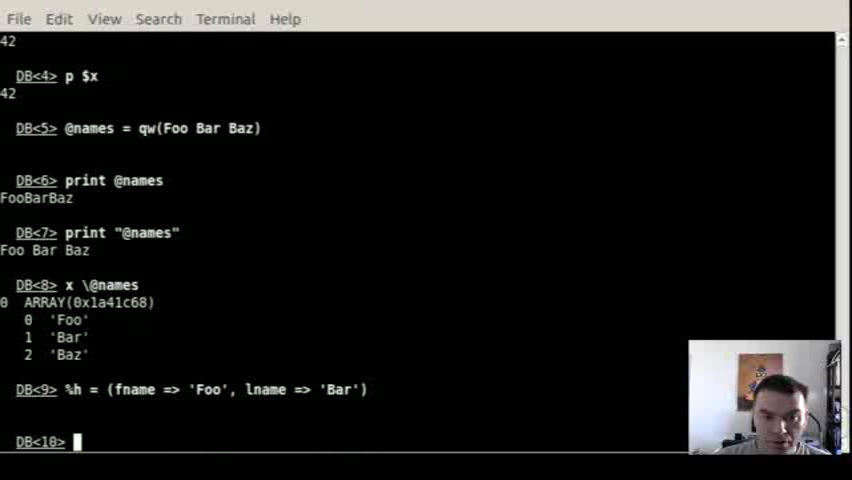 File Edit View Search Terminal Help
42
DB<4> p $x
42
DB<5> @names = qw(Foo Bar Baz)
DB<6> print @names
FooBarBaz
DB<7> print "@names"
Foo Bar Baz
DB<8> x \@names
0 ARRAY(0x1a41c68)
0 'Foo'
1 'Bar'
2 'Baz'
DB<9> %h = (fname => 'Foo', lname => 'Bar')
DB<10>